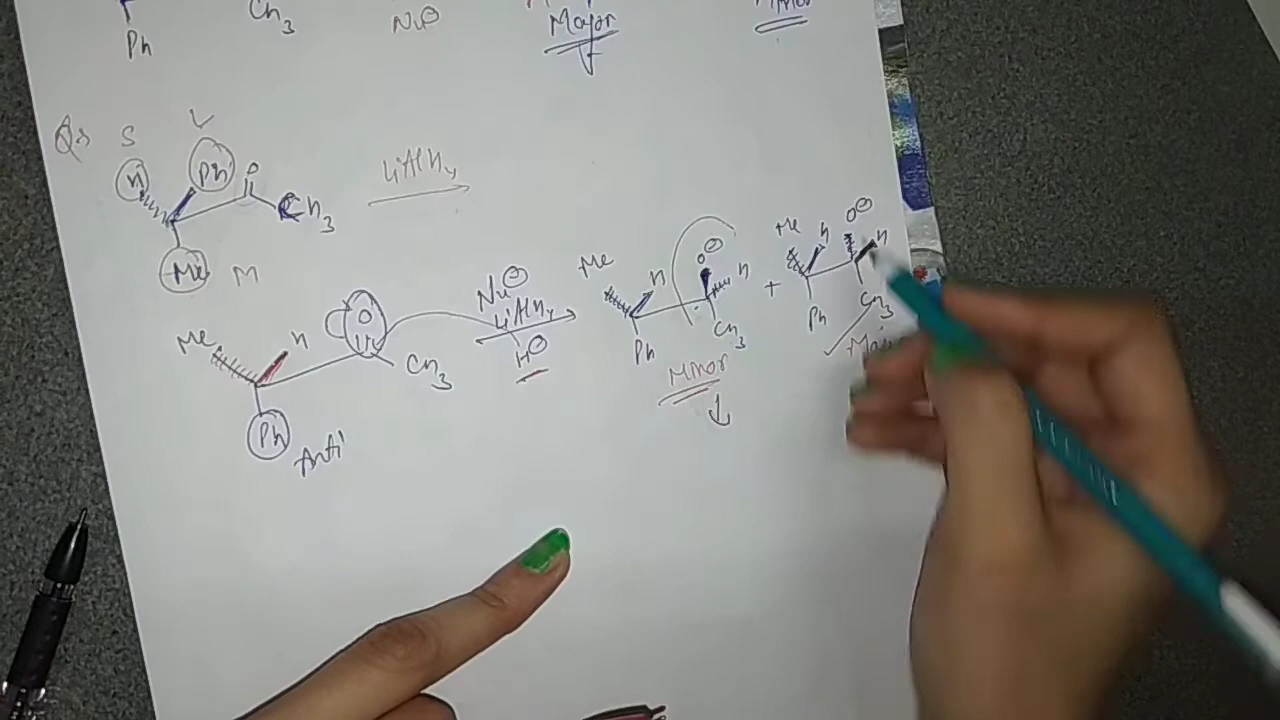 Ph CH3 Nu⊖ Major Minor
Qs S L
H Ph O CH3 LiAlH4
Me M
Me H O CH3
Ph Anti
Nu⊖
LiAlH4
H⊖
Me H O⊖ H
Ph CH3
Minor
+
Me H O⊖ H
Ph CH3